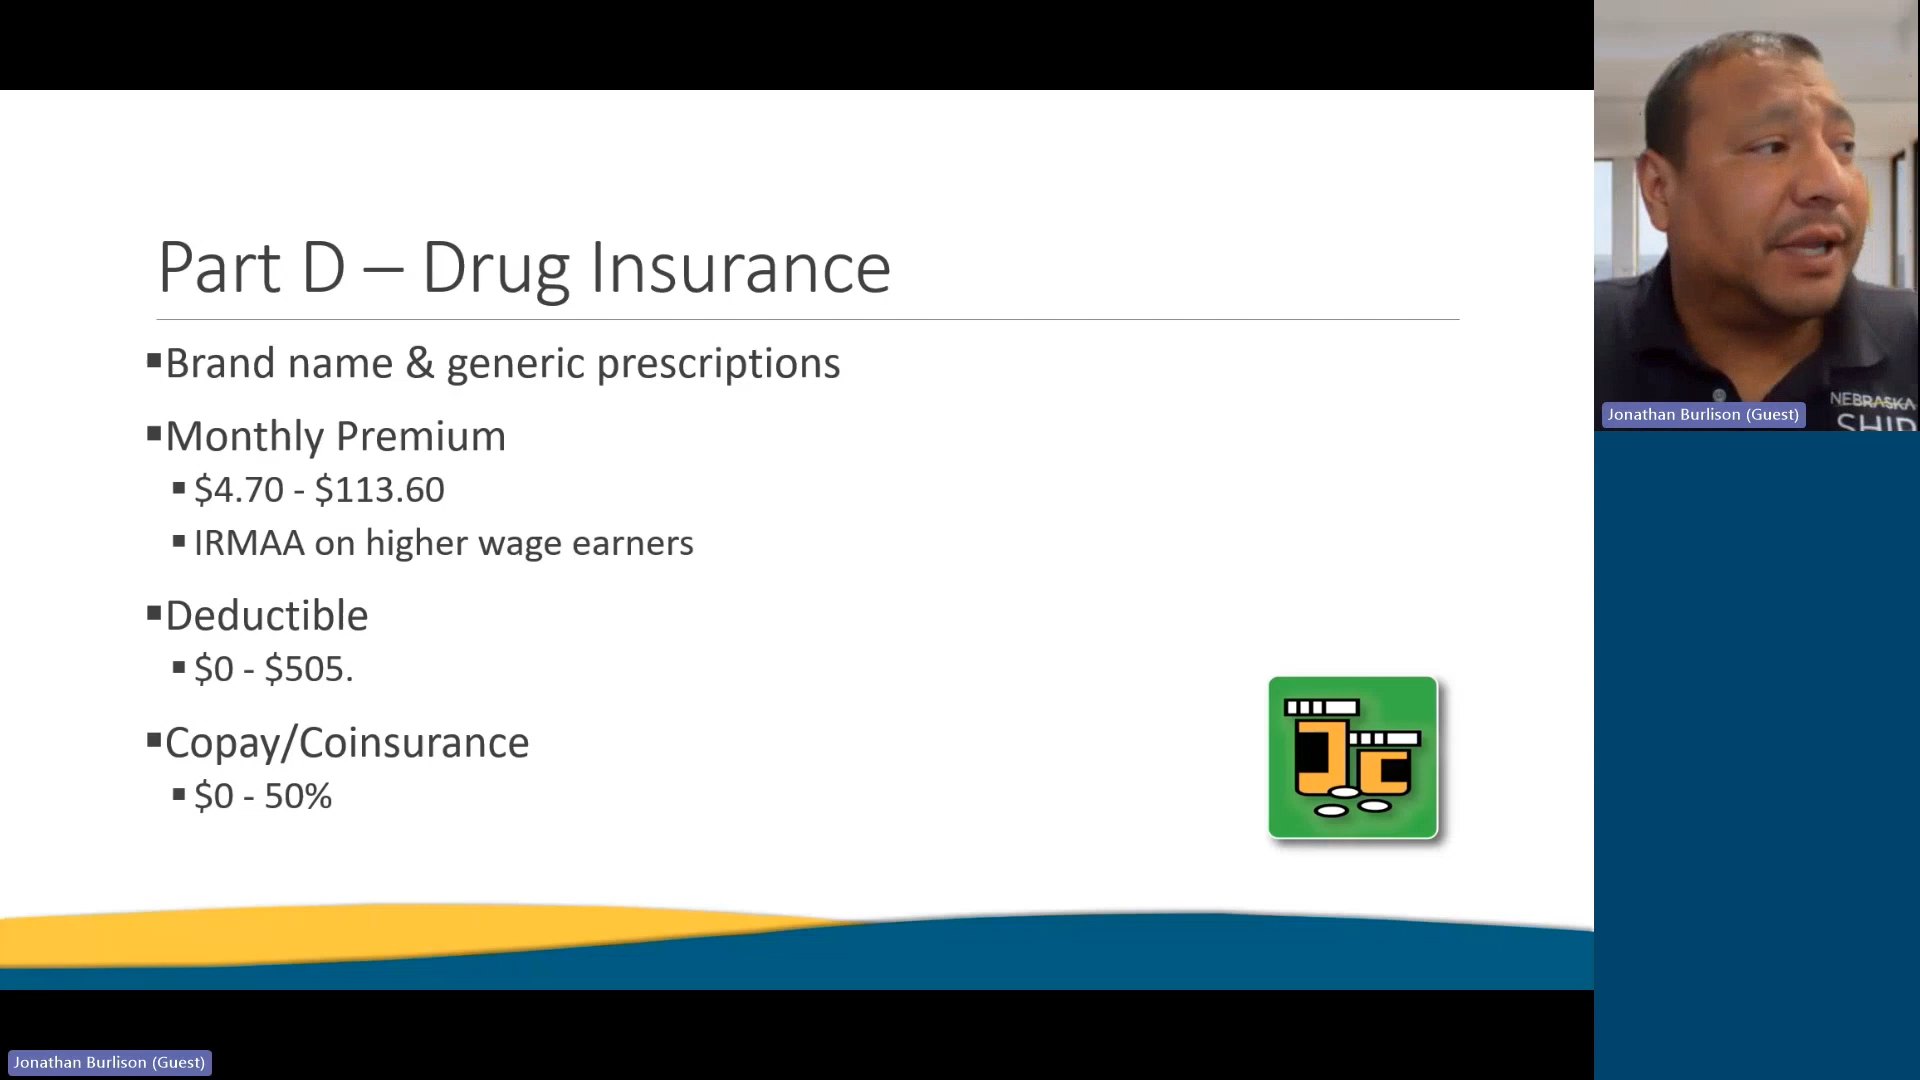 Part D – Drug Insurance
▪Brand name & generic prescriptions
▪Monthly Premium
▪ $4.70 - $113.60
▪ IRMAA on higher wage earners
▪Deductible
▪ $0 - $505.
▪Copay/Coinsurance
▪ $0 - 50%
NEBRASKA
SHIP
Jonathan Burlison (Guest)
Jonathan Burlison (Guest)